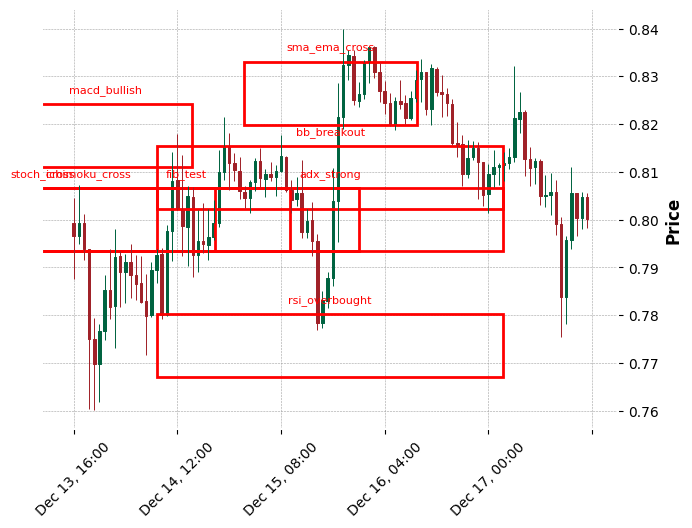 sma_ema_cross
macd_bullish
bb_breakout
stoch_cross
ichimoku_cross
fib_test
adx_strong
rsi_overbought
0.84
0.83
0.82
0.81
0.80
0.79
0.78
0.77
0.76
Price
Dec 13, 16:00
Dec 14, 12:00
Dec 15, 08:00
Dec 16, 04:00
Dec 17, 00:00